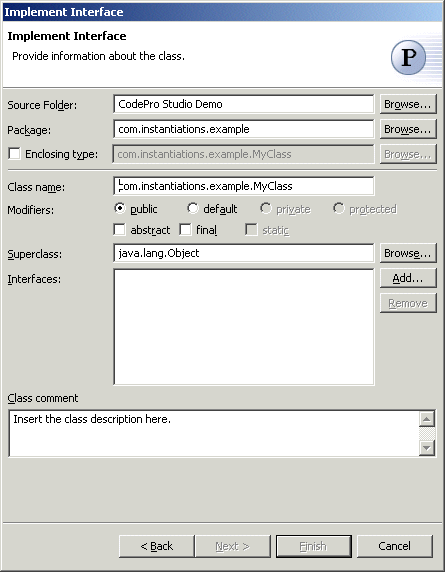 Implement Interface
Implement Interface
Provide information about the class.
P
Source Folder: CodePro Studio Demo Browse...
Package: com.instantiations.example Browse...
Enclosing type: com.instantiations.example.MyClass Browse...
Class name: com.instantiations.example.MyClass
Modifiers: public default private protected
abstract final static
Superclass: java.lang.Object Browse...
Interfaces: Add...
Remove
Class comment
Insert the class description here.
< Back Next > Finish Cancel